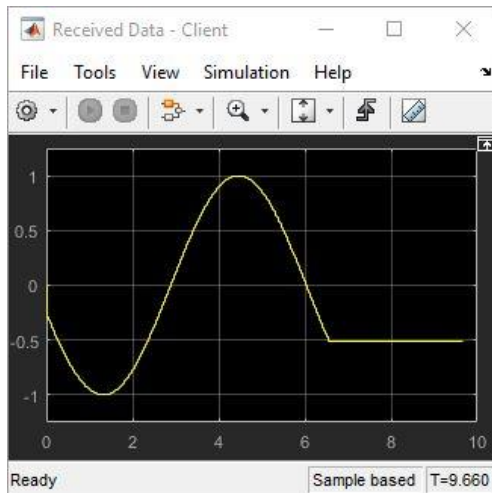 Received Data - Client
File Tools View Simulation Help
1
0.5
0
-0.5
-1
0 2 4 6 8 10
Ready Sample based T=9.660